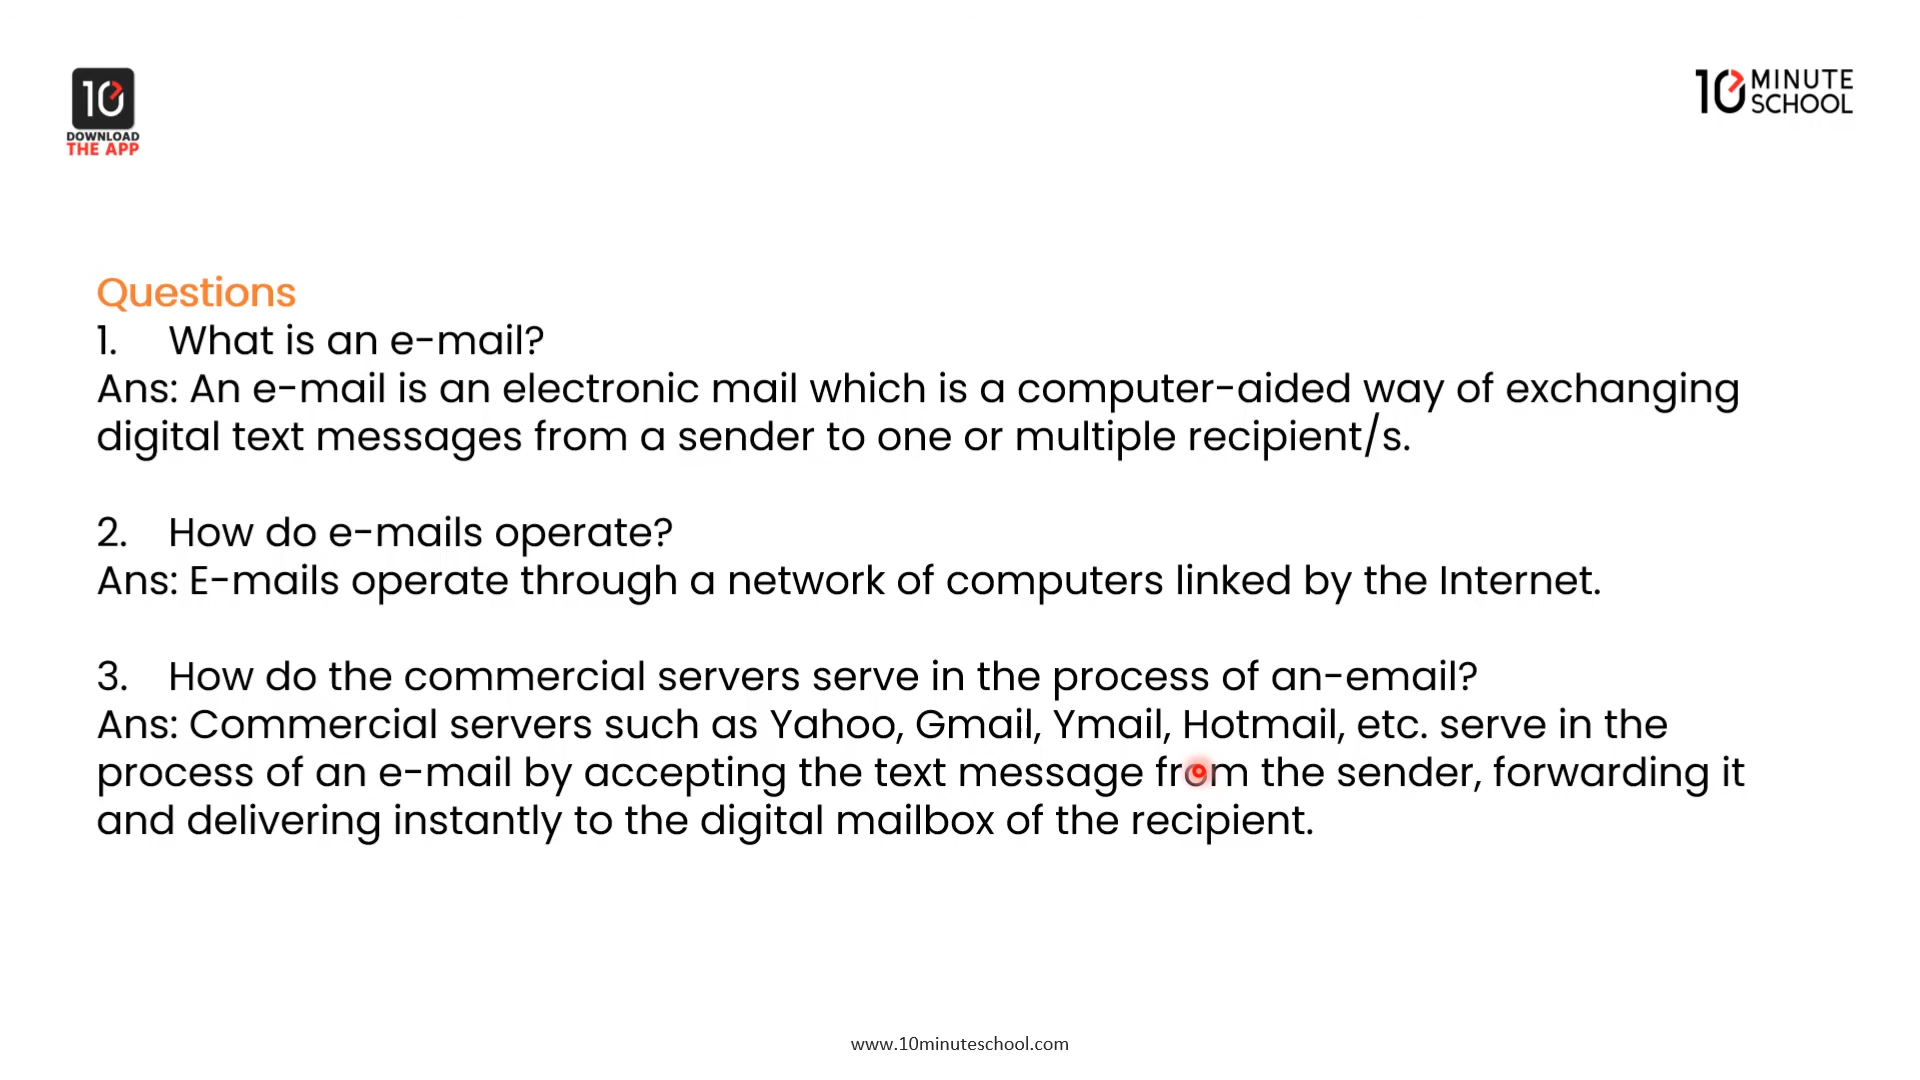 10
DOWNLOAD
THE APP
10 MINUTE
SCHOOL
Questions
1. What is an e-mail?
Ans: An e-mail is an electronic mail which is a computer-aided way of exchanging
digital text messages from a sender to one or multiple recipient/s.
2. How do e-mails operate?
Ans: E-mails operate through a network of computers linked by the Internet.
3. How do the commercial servers serve in the process of an-email?
Ans: Commercial servers such as Yahoo, Gmail, Ymail, Hotmail, etc. serve in the
process of an e-mail by accepting the text message from the sender, forwarding it
and delivering instantly to the digital mailbox of the recipient.
www.10minuteschool.com